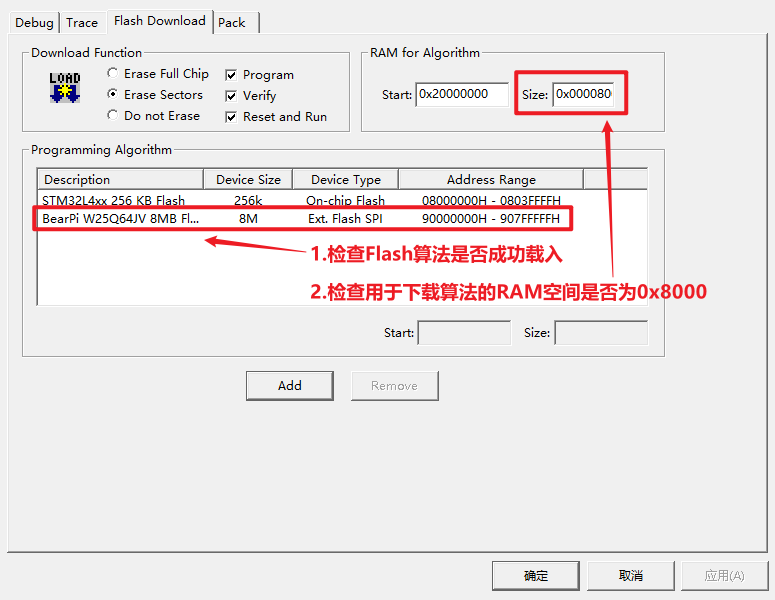 Debug Trace Flash Download Pack
Download Function
LOAD
Erase Full Chip
Erase Sectors
Do not Erase
Program
Verify
Reset and Run
RAM for Algorithm
Start: 0x20000000 Size: 0x000080
Programming Algorithm
Description Device Size Device Type Address Range
STM32L4xx 256 KB Flash 256k On-chip Flash 08000000H - 0803FFFFH
BearPi W25Q64JV 8MB Fl... 8M Ext. Flash SPI 90000000H - 907FFFFFH
1.检查Flash算法是否成功载入
2.检查用于下载算法的RAM空间是否为0x8000
Start: Size:
Add Remove
确定 取消 应用(A)